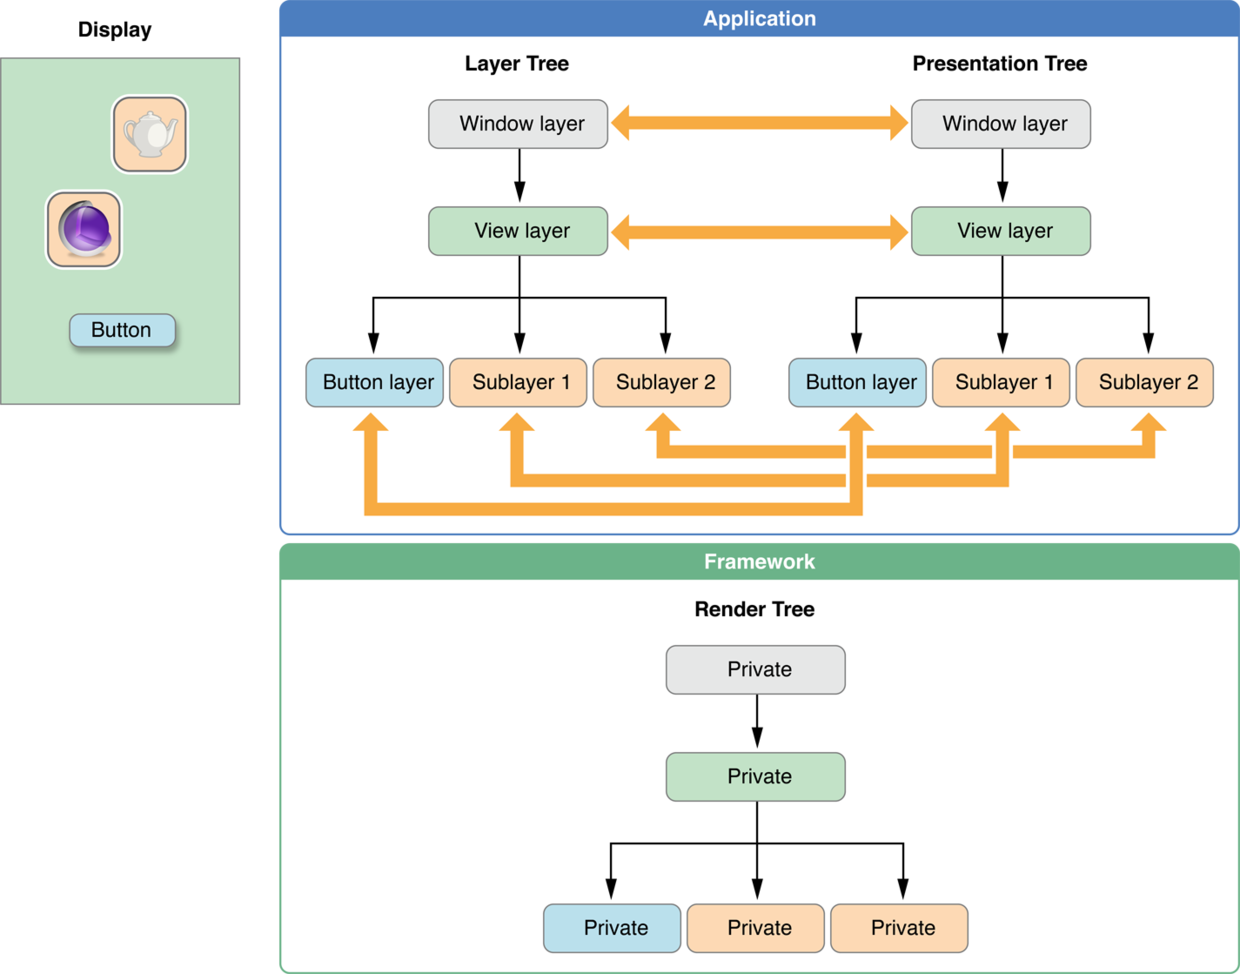 Display
Button
Application
Layer Tree
Presentation Tree
Window layer
Window layer
View layer
View layer
Button layer
Sublayer 1
Sublayer 2
Button layer
Sublayer 1
Sublayer 2
Framework
Render Tree
Private
Private
Private
Private
Private